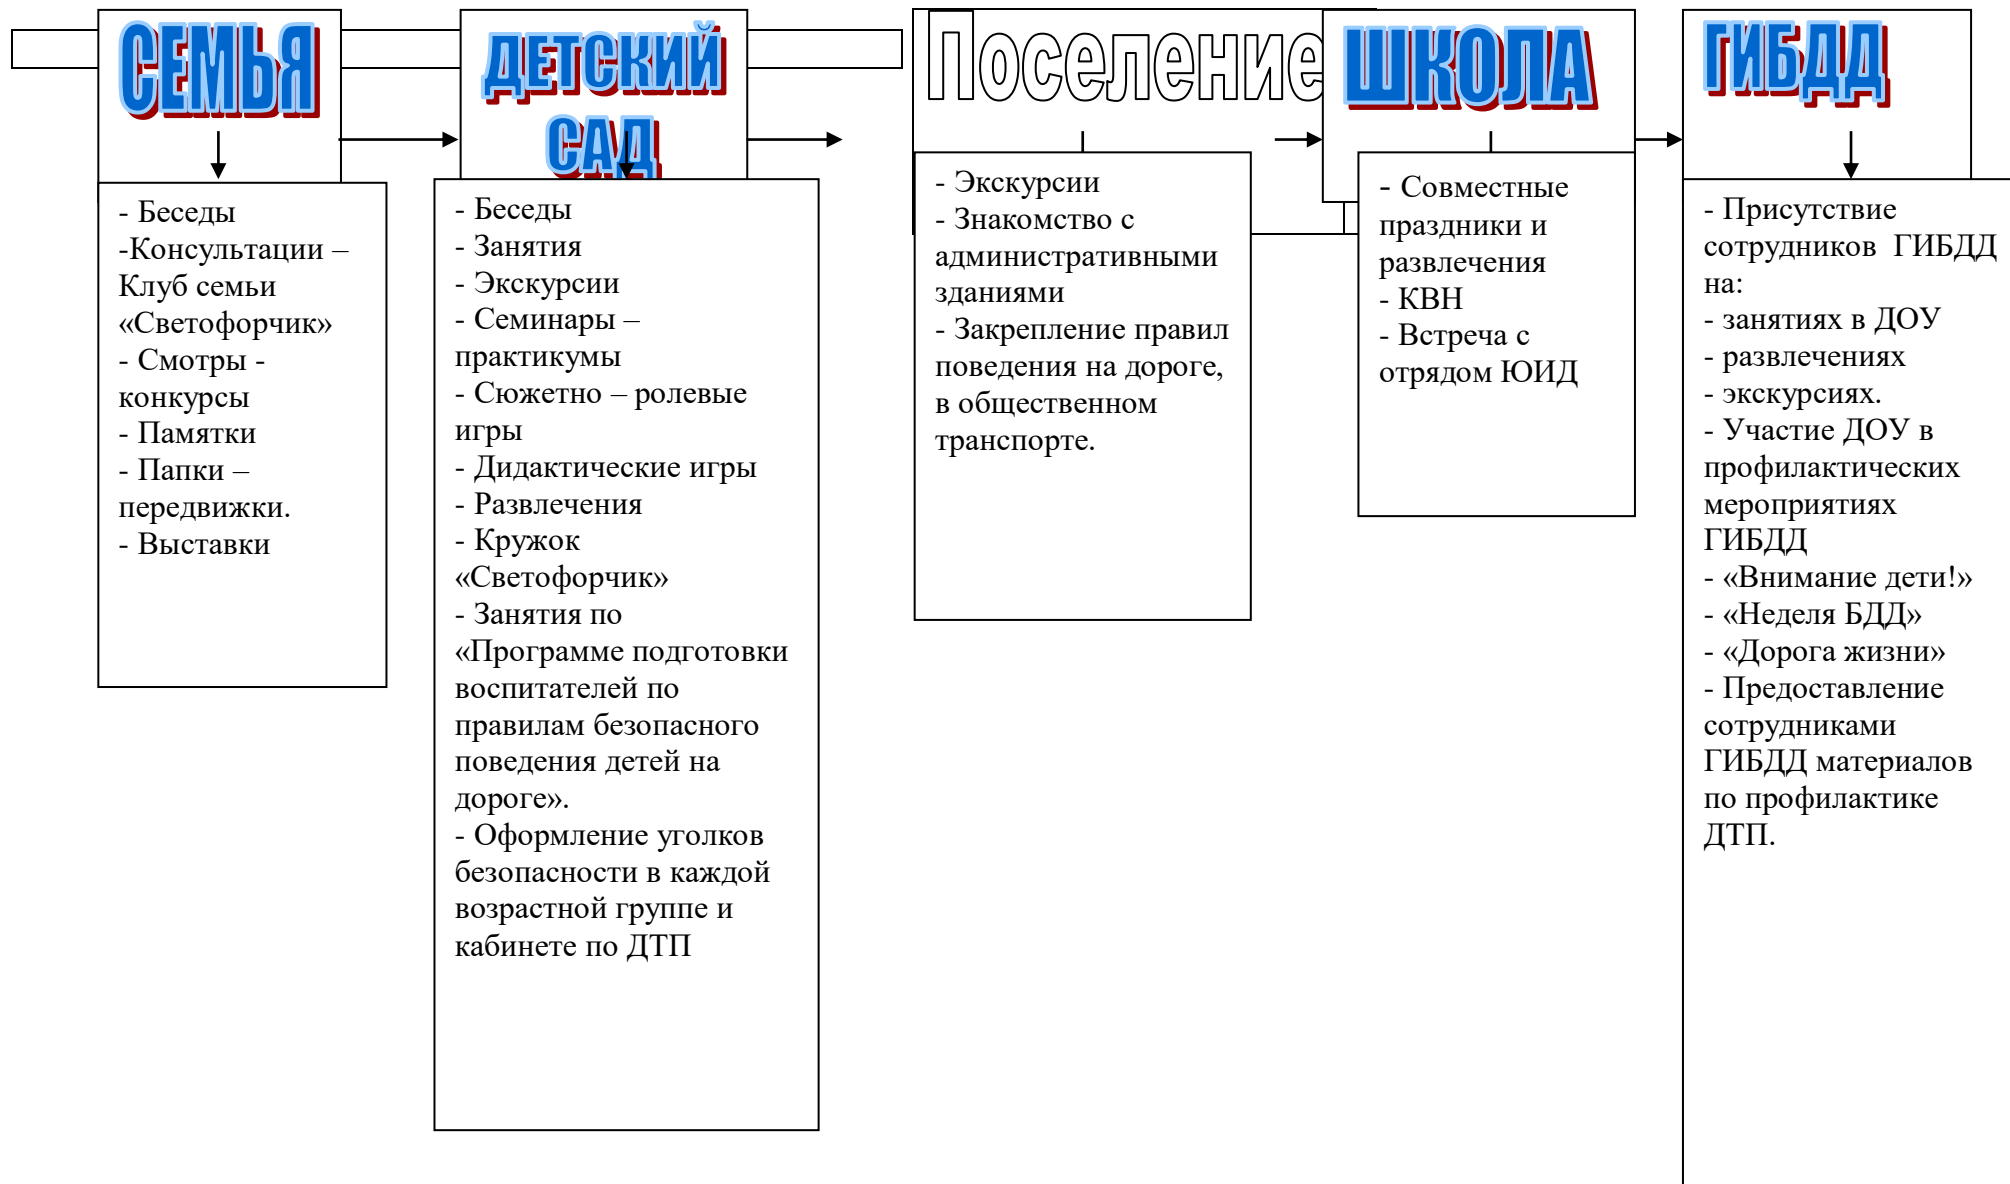 СЕМЬЯ
- Беседы
-Консультации –
Клуб семьи
«Светофорчик»
- Смотры -
конкурсы
- Памятки
- Папки –
передвижки.
- Выставки
ДЕТСКИЙ
САД
- Беседы
- Занятия
- Экскурсии
- Семинары –
практикумы
- Сюжетно – ролевые
игры
- Дидактические игры
- Развлечения
- Кружок
«Светофорчик»
- Занятия по
«Программе подготовки
воспитателей по
правилам безопасного
поведения детей на
дороге».
- Оформление уголков
безопасности в каждой
возрастной группе и
кабинете по ДТП
Поселение
- Экскурсии
- Знакомство с
административными
зданиями
- Закрепление правил
поведения на дороге,
в общественном
транспорте.
ШКОЛА
- Совместные
праздники и
развлечения
- КВН
- Встреча с
отрядом ЮИД
ГИБДД
- Присутствие
сотрудников  ГИБДД
на:
- занятиях в ДОУ
- развлечениях
- экскурсиях.
- Участие ДОУ в
профилактических
мероприятиях
ГИБДД
- «Внимание дети!»
- «Неделя БДД»
- «Дорога жизни»
- Предоставление
сотрудниками
ГИБДД материалов
по профилактике
ДТП.